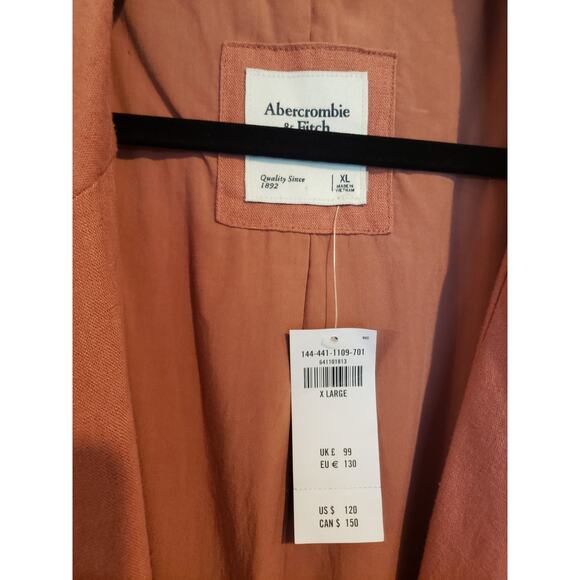 Abercrombie
& Fitch
Quality Since
1892
XL
MADE IN
VIETNAM
144-441-1109-701
641101813
X LARGE
UK £ 99
EU € 130
US $ 120
CAN $ 150